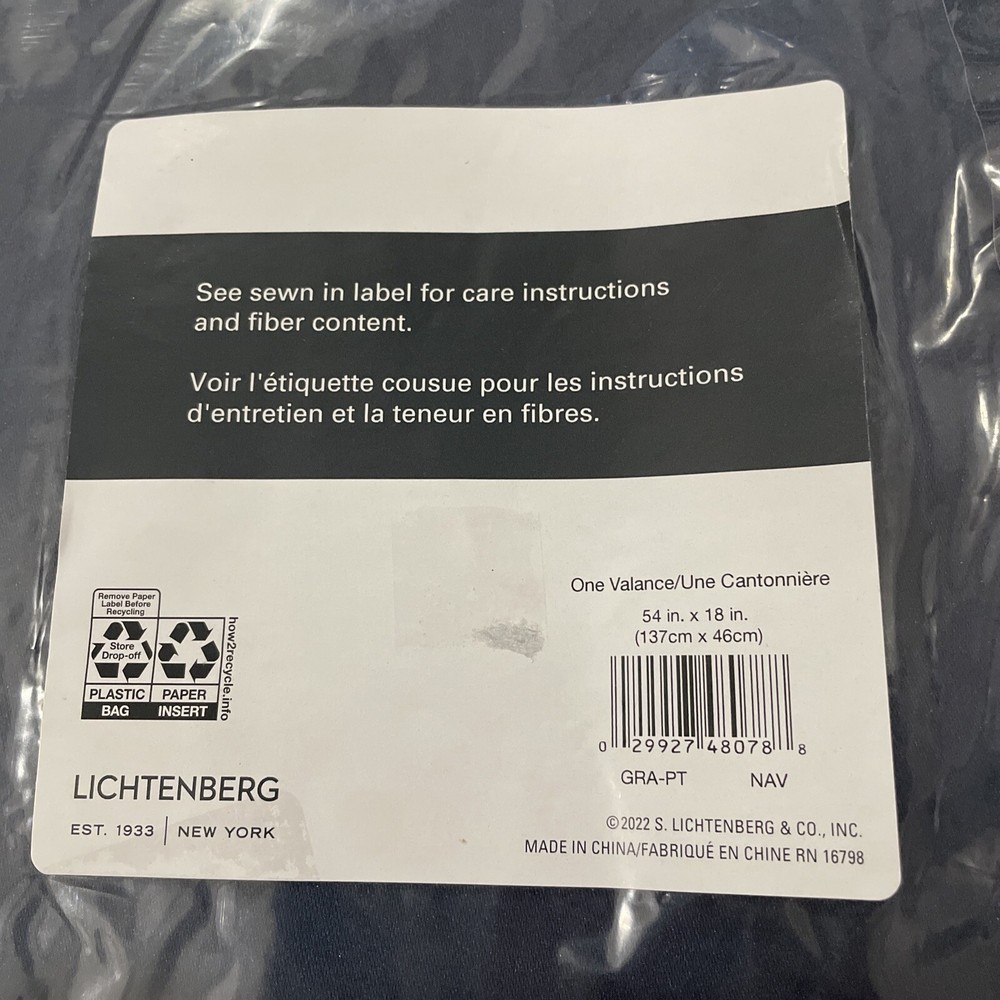 See sewn in label for care instructions
and fiber content.
Voir l'étiquette cousue pour les instructions
d'entretien et la teneur en fibres.
Remove Paper
Label Before
Recycling
Store
Drop-off
PLASTIC
BAG
PAPER
INSERT
how2recycle.info
LICHTENBERG
EST. 1933 | NEW YORK
One Valance/Une Cantonnière
54 in. x 18 in.
(137cm x 46cm)
0 29927 48078 8
GRA-PT NAV
©2022 S. LICHTENBERG & CO., INC.
MADE IN CHINA/FABRIQUÉ EN CHINE RN 16798